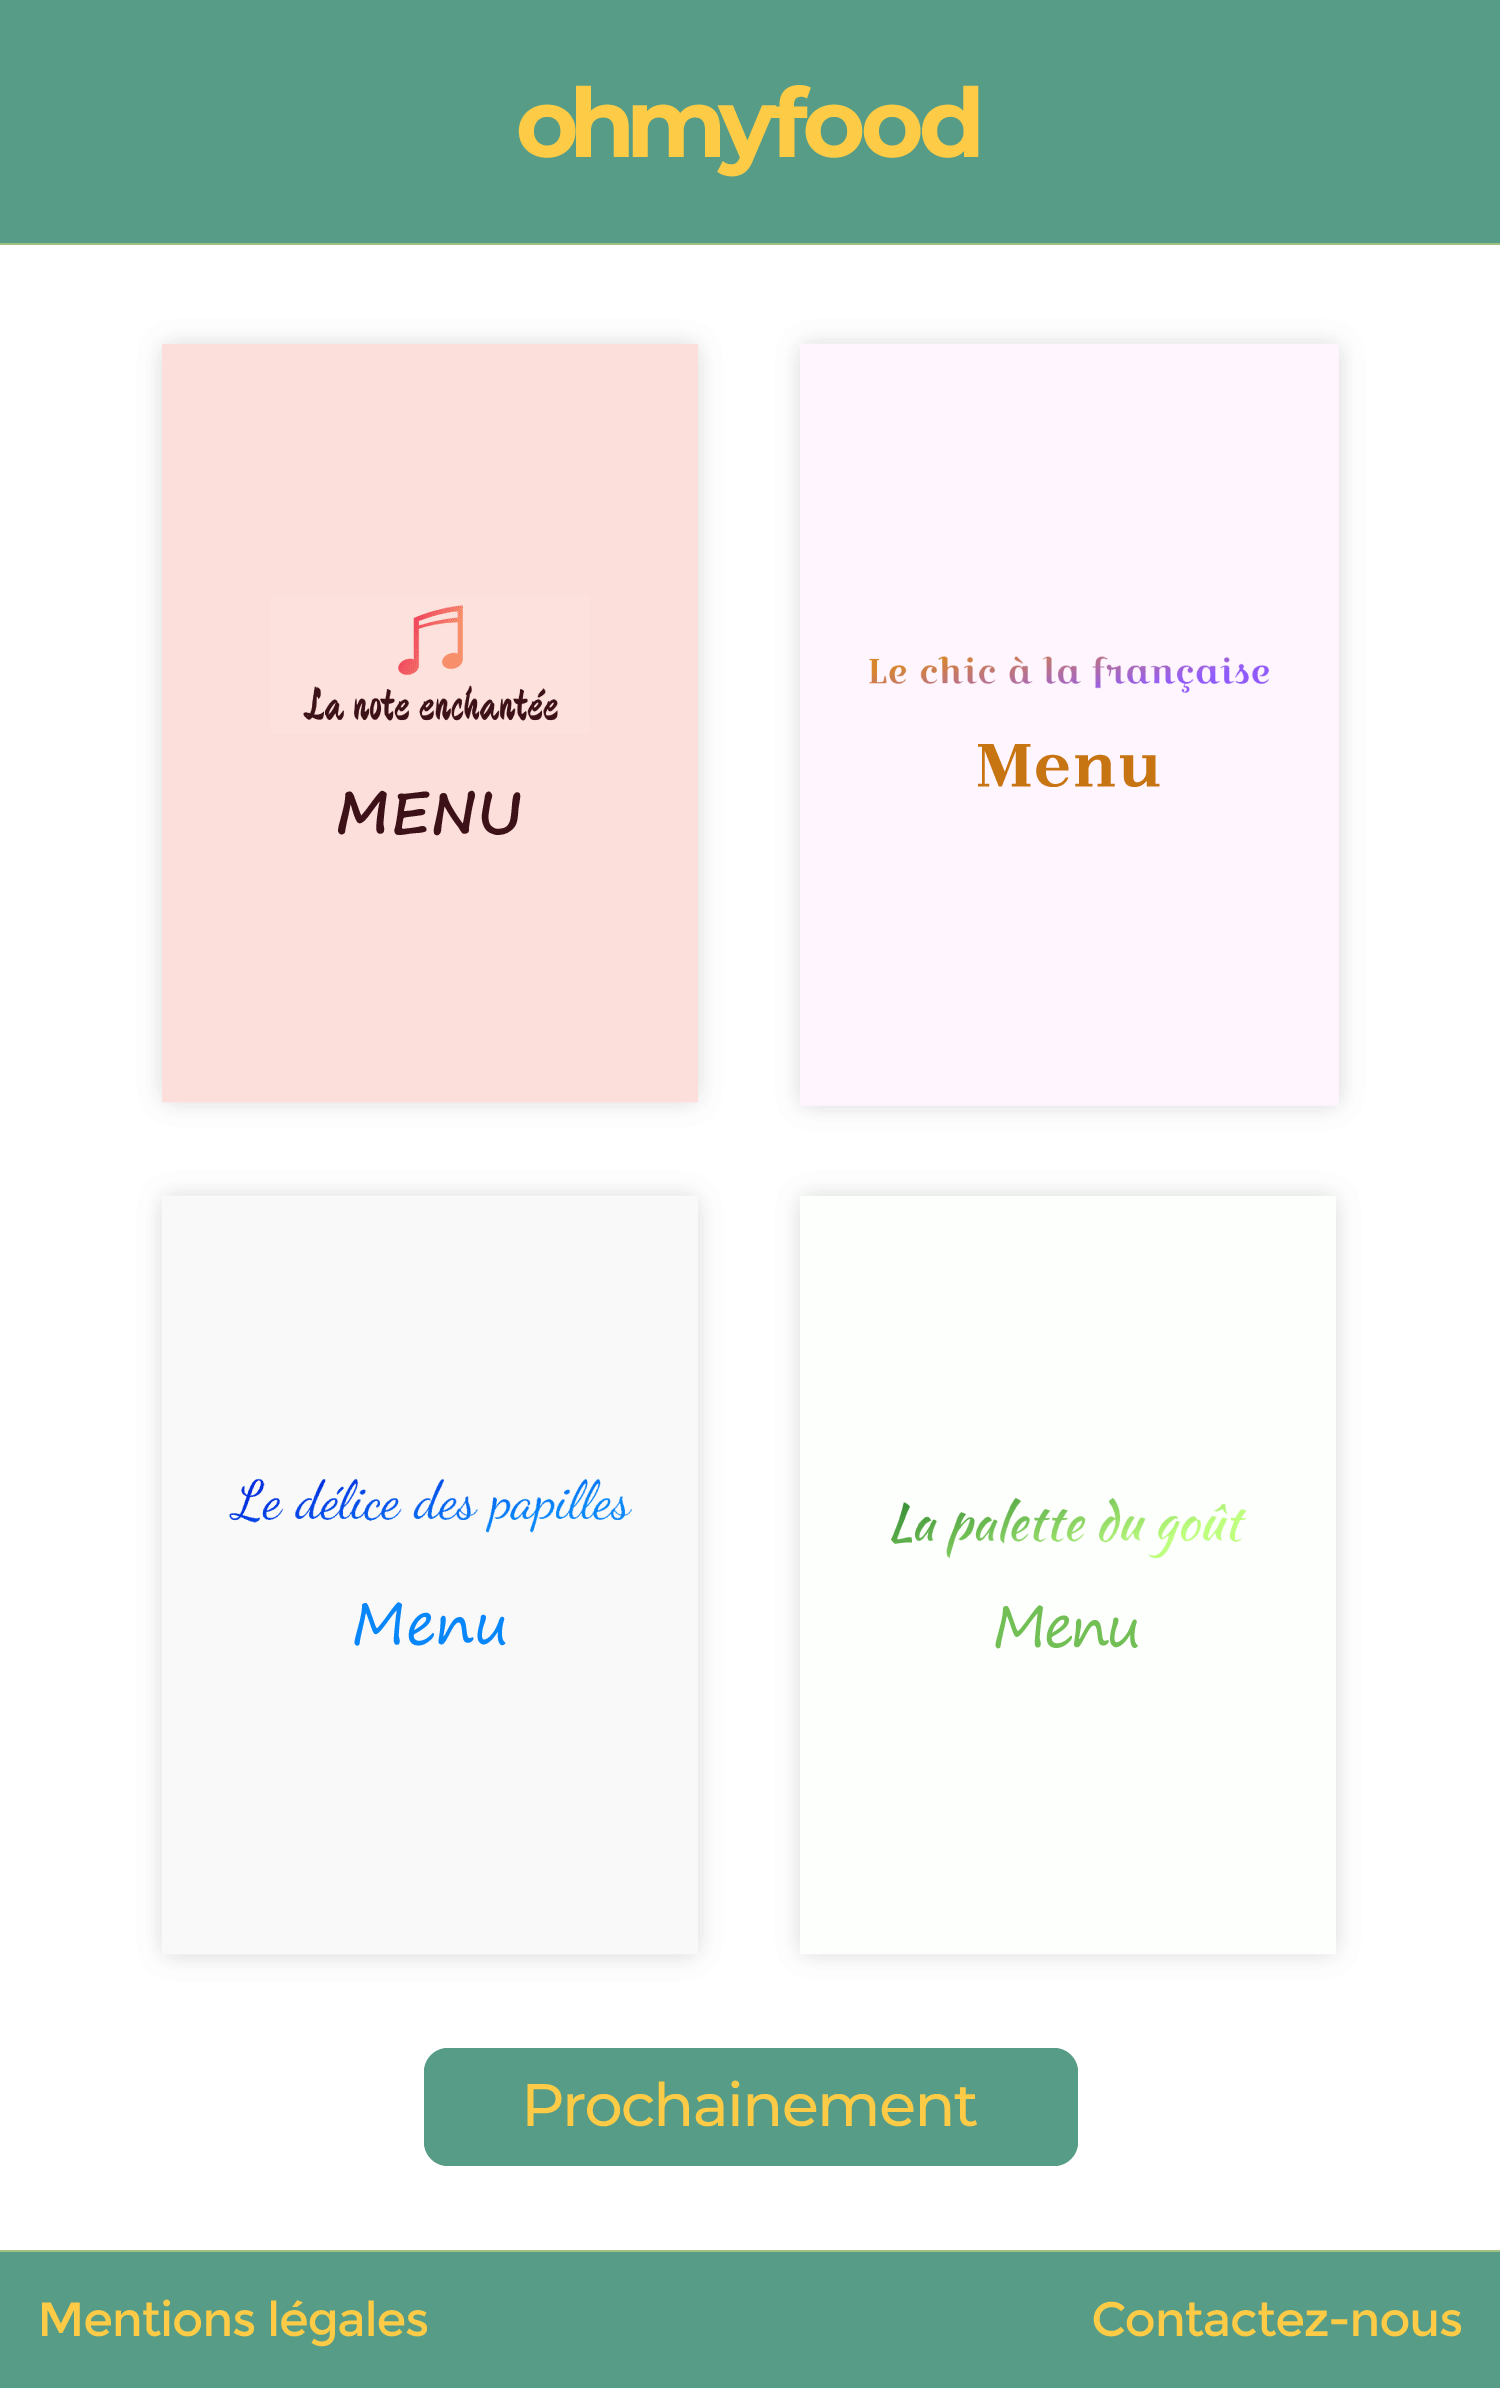 ohmyfood
La note enchantée
MENU
Le chic à la française
Menu
Le délice des papilles
Menu
La palette du goût
Menu
Prochainement
Mentions légales
Contactez-nous